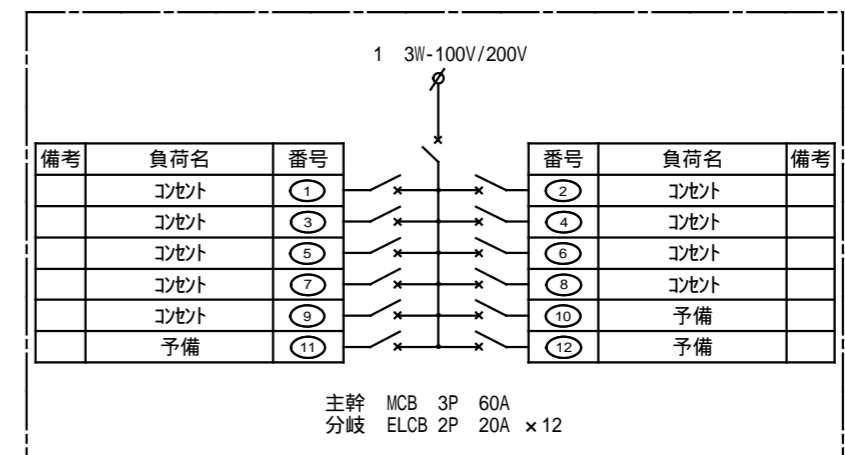 1 3W-100V/200V
備考 負荷名 番号 番号 負荷名 備考
コンセント 1 2 コンセント
コンセント 3 4 コンセント
コンセント 5 6 コンセント
コンセント 7 8 コンセント
コンセント 9 10 予備
予備 11 12 予備
主幹 MCB 3P 60A
分岐 ELCB 2P 20A ×12